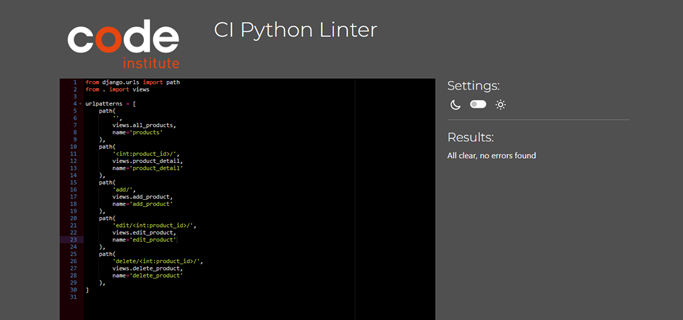 code
institute
CI Python Linter
Settings:
Results:
All clear, no errors found
1 from django.urls import path
2 from . import views
3
4 urlpatterns = [
5 path(
6 '',
7 views.all_products,
8 name='products'
9 ),
10 path(
11 '<int:product_id>/',
12 views.product_detail,
13 name='product_detail'
14 ),
15 path(
16 'add/',
17 views.add_product,
18 name='add_product'
19 ),
20 path(
21 'edit/<int:product_id>/',
22 views.edit_product,
23 name='edit_product'
24 ),
25 path(
26 'delete/<int:product_id>/',
27 views.delete_product,
28 name='delete_product'
29 ),
30 ]
31